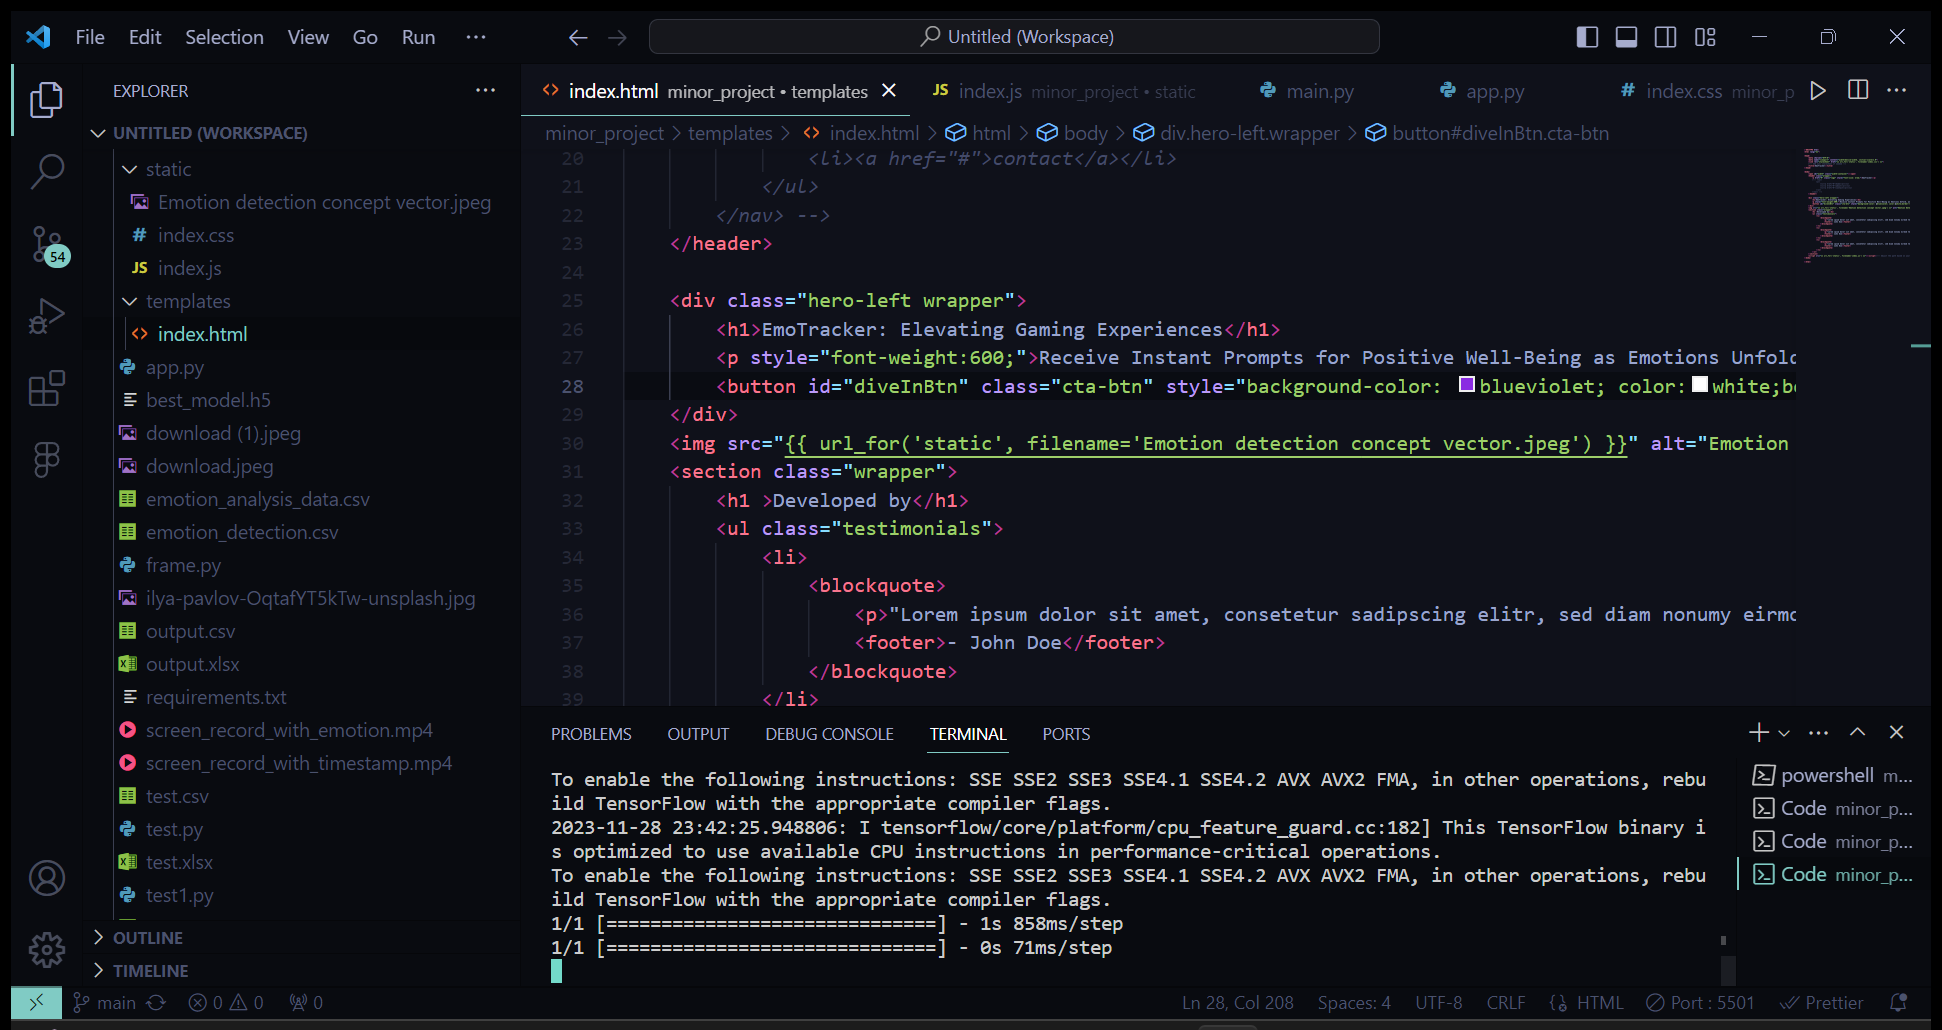 File Edit Selection View Go Run ···
Untitled (Workspace)
EXPLORER
UNTITLED (WORKSPACE)
static
Emotion detection concept vector.jpeg
# index.css
JS index.js
templates
<> index.html
app.py
best_model.h5
download (1).jpeg
download.jpeg
emotion_analysis_data.csv
emotion_detection.csv
frame.py
ilya-pavlov-OqtafYT5kTw-unsplash.jpg
output.csv
output.xlsx
requirements.txt
screen_record_with_emotion.mp4
screen_record_with_timestamp.mp4
test.csv
test.py
test.xlsx
test1.py
OUTLINE
TIMELINE
54
<> index.html minor_project • templates
JS index.js minor_project • static
main.py
app.py
# index.css minor_p
minor_project > templates > <> index.html > html > body > div.hero-left.wrapper > button#diveInBtn.cta-btn
20 <li><a href="#">contact</a></li>
21 </ul>
22 </nav> -->
23 </header>
24
25 <div class="hero-left wrapper">
26 <h1>EmoTracker: Elevating Gaming Experiences</h1>
27 <p style="font-weight:600;">Receive Instant Prompts for Positive Well-Being as Emotions Unfol
28 <button id="diveInBtn" class="cta-btn" style="background-color: blueviolet; color: white;b
29 </div>
30 <img src="{{ url_for('static', filename='Emotion detection concept vector.jpeg') }}" alt="Emotion
31 <section class="wrapper">
32 <h1 >Developed by</h1>
33 <ul class="testimonials">
34 <li>
35 <blockquote>
36 <p>"Lorem ipsum dolor sit amet, consetetur sadipscing elitr, sed diam nonumy eirmo
37 <footer>- John Doe</footer>
38 </blockquote>
39 </li>
PROBLEMS OUTPUT DEBUG CONSOLE TERMINAL PORTS
To enable the following instructions: SSE SSE2 SSE3 SSE4.1 SSE4.2 AVX AVX2 FMA, in other operations, rebu
ild TensorFlow with the appropriate compiler flags.
2023-11-28 23:42:25.948806: I tensorflow/core/platform/cpu_feature_guard.cc:182] This TensorFlow binary i
s optimized to use available CPU instructions in performance-critical operations.
To enable the following instructions: SSE SSE2 SSE3 SSE4.1 SSE4.2 AVX AVX2 FMA, in other operations, rebu
ild TensorFlow with the appropriate compiler flags.
1/1 [==============================] - 1s 858ms/step
1/1 [==============================] - 0s 71ms/step
powershell m...
Code minor_p...
Code minor_p...
Code minor_p...
main 0 0 0
Ln 28, Col 208 Spaces: 4 UTF-8 CRLF HTML Port : 5501 Prettier